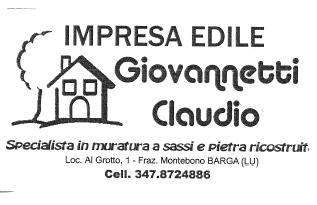 IMPRESA EDILE
Giovannetti
Claudio
Specialista in muratura a sassi e pietra ricostruit
Loc. Al Grotto, 1 - Fraz. Montebono BARGA (LU)
Cell. 347.8724886